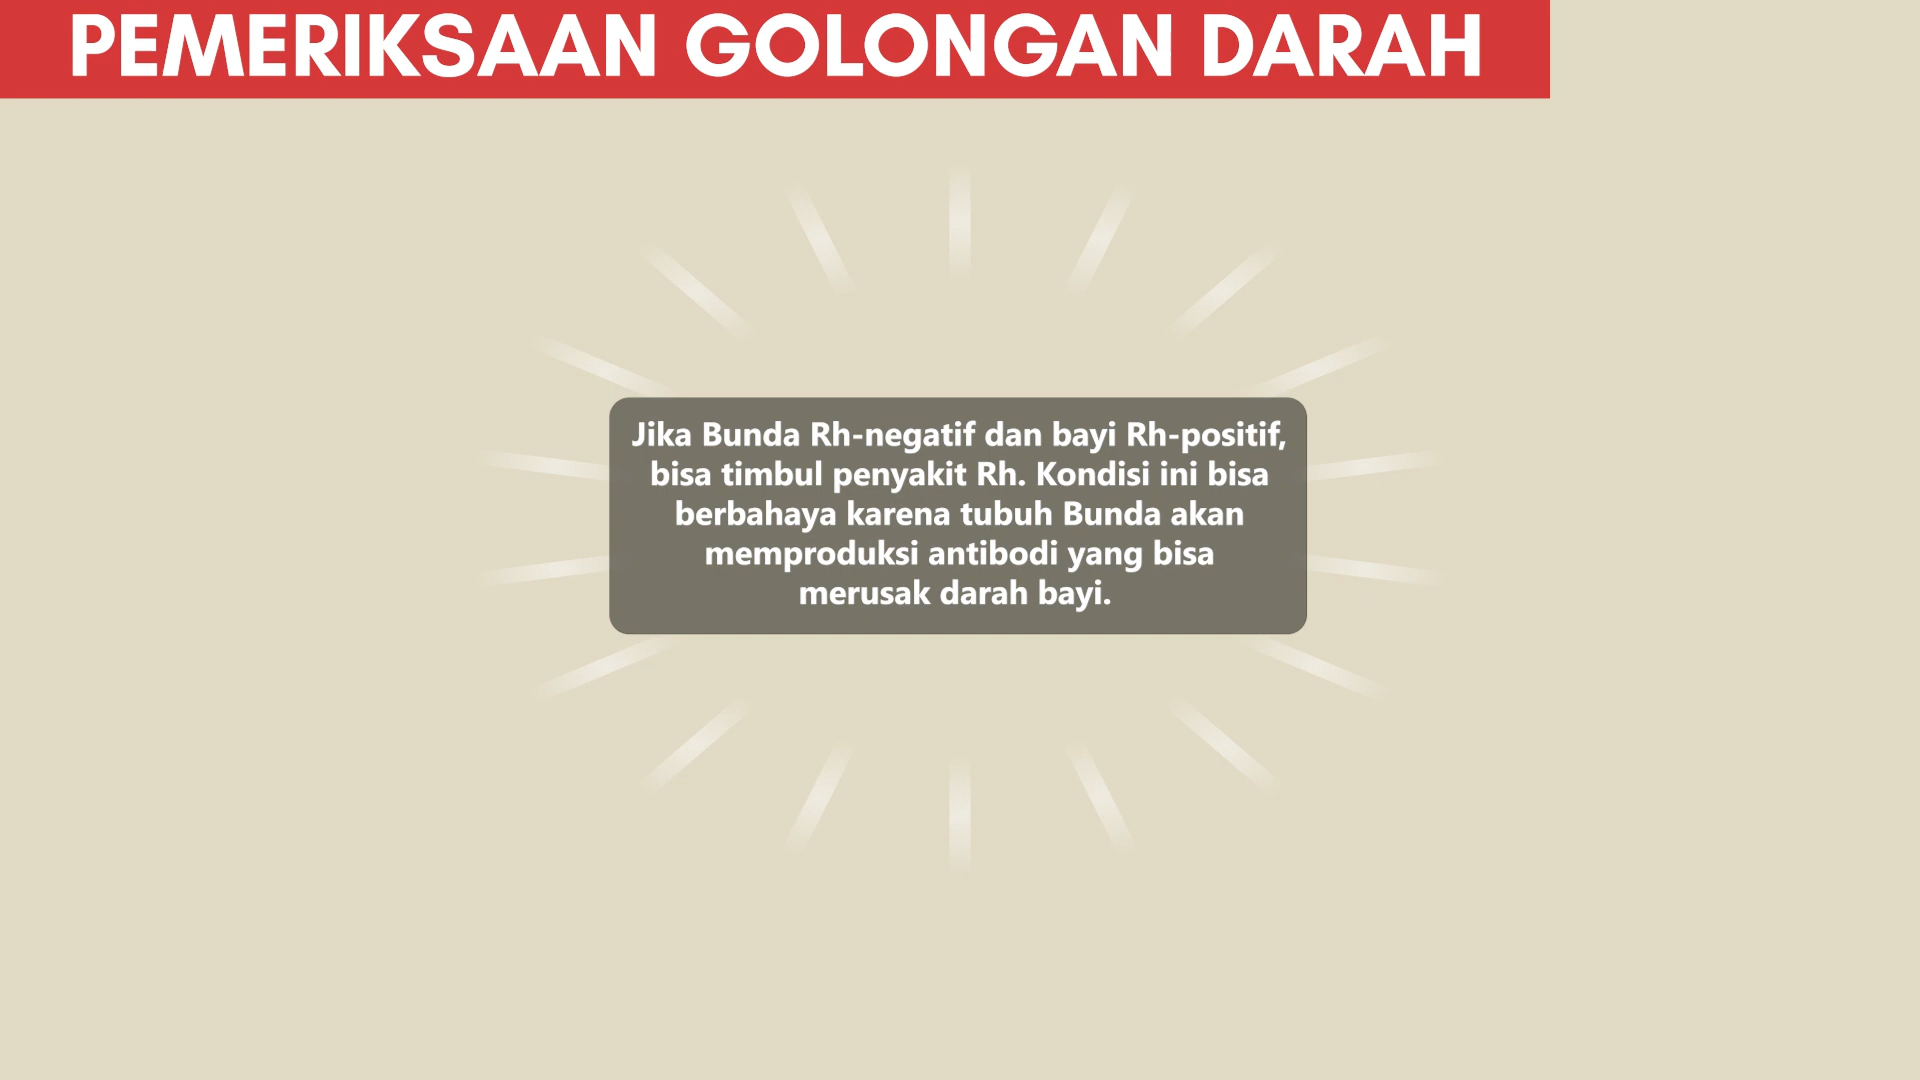 PEMERIKSAAN GOLONGAN DARAH
Jika Bunda Rh-negatif dan bayi Rh-positif,
bisa timbul penyakit Rh. Kondisi ini bisa
berbahaya karena tubuh Bunda akan
memproduksi antibodi yang bisa
merusak darah bayi.